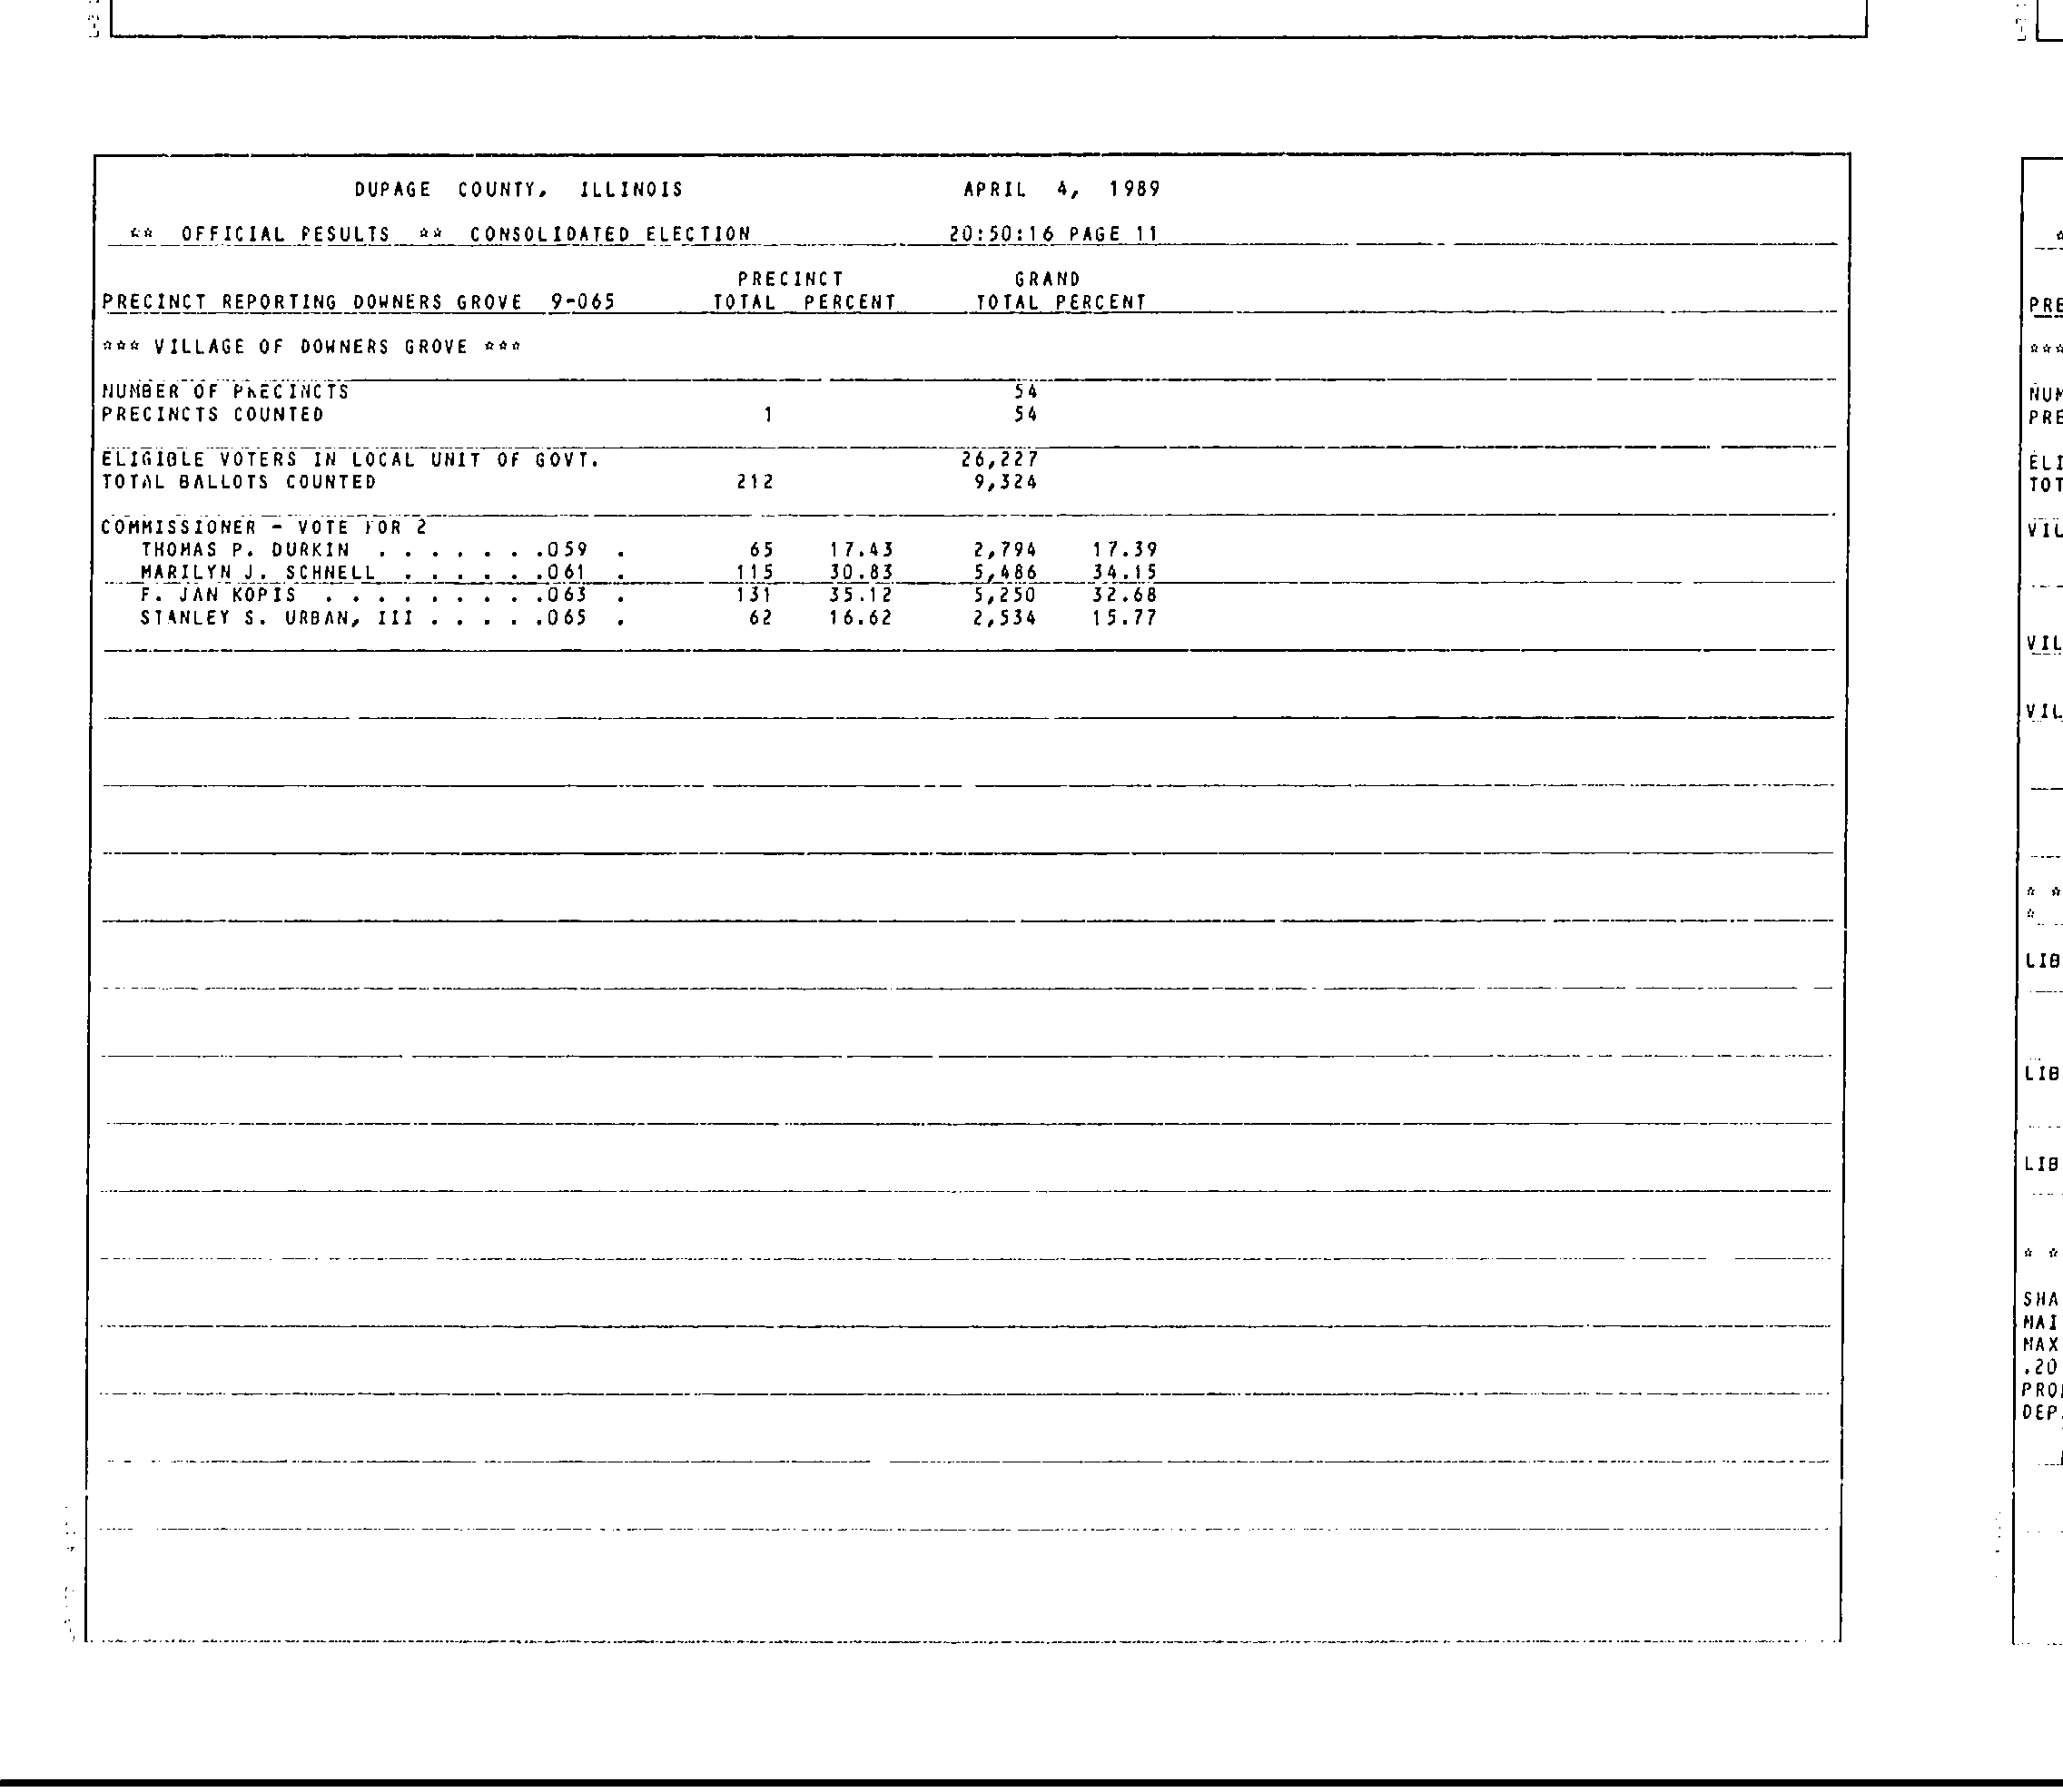 DUPAGE COUNTY, ILLINOIS APRIL 4, 1989
** OFFICIAL RESULTS ** CONSOLIDATED ELECTION 20:50:16 PAGE 11
PRECINCT GRAND
PRECINCT REPORTING DOWNERS GROVE 9-065 TOTAL PERCENT TOTAL PERCENT
*** VILLAGE OF DOWNERS GROVE ***
NUMBER OF PRECINCTS 54
PRECINCTS COUNTED 1 54
ELIGIBLE VOTERS IN LOCAL UNIT OF GOVT. 26,227
TOTAL BALLOTS COUNTED 212 9,324
COMMISSIONER - VOTE FOR 2
THOMAS P. DURKIN . . . . . . .059 . 65 17.43 2,794 17.39
MARILYN J. SCHNELL . . . . . .061 . 115 30.83 5,486 34.15
F. JAN KOPIS . . . . . . . . .063 . 131 35.12 5,250 32.68
STANLEY S. URBAN, III . . . . .065 . 62 16.62 2,534 15.77
PRE
***
NUM
PRE
ELI
TOT
VIL
VIL
VIL
* *
*
LIB
LIB
LIB
* *
SHA
MAI
MAX
.20
PRO
DEP